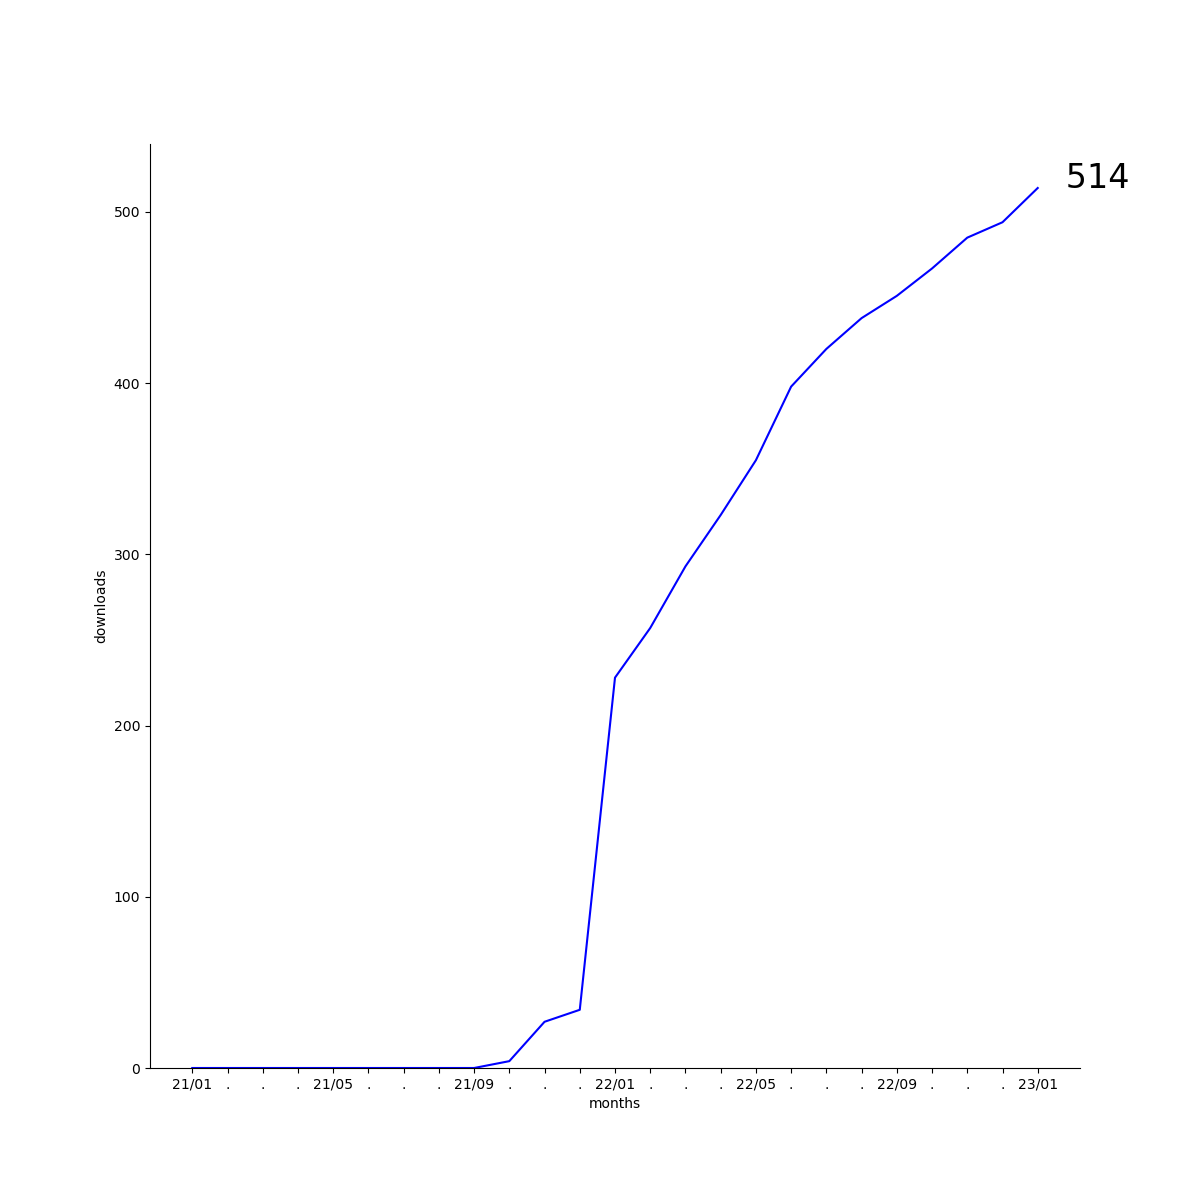 514
500
400
300
200
100
0
downloads
21/01 . . . 21/05 . . . 21/09 . . . 22/01 . . . 22/05 . . . 22/09 . . . 23/01
months